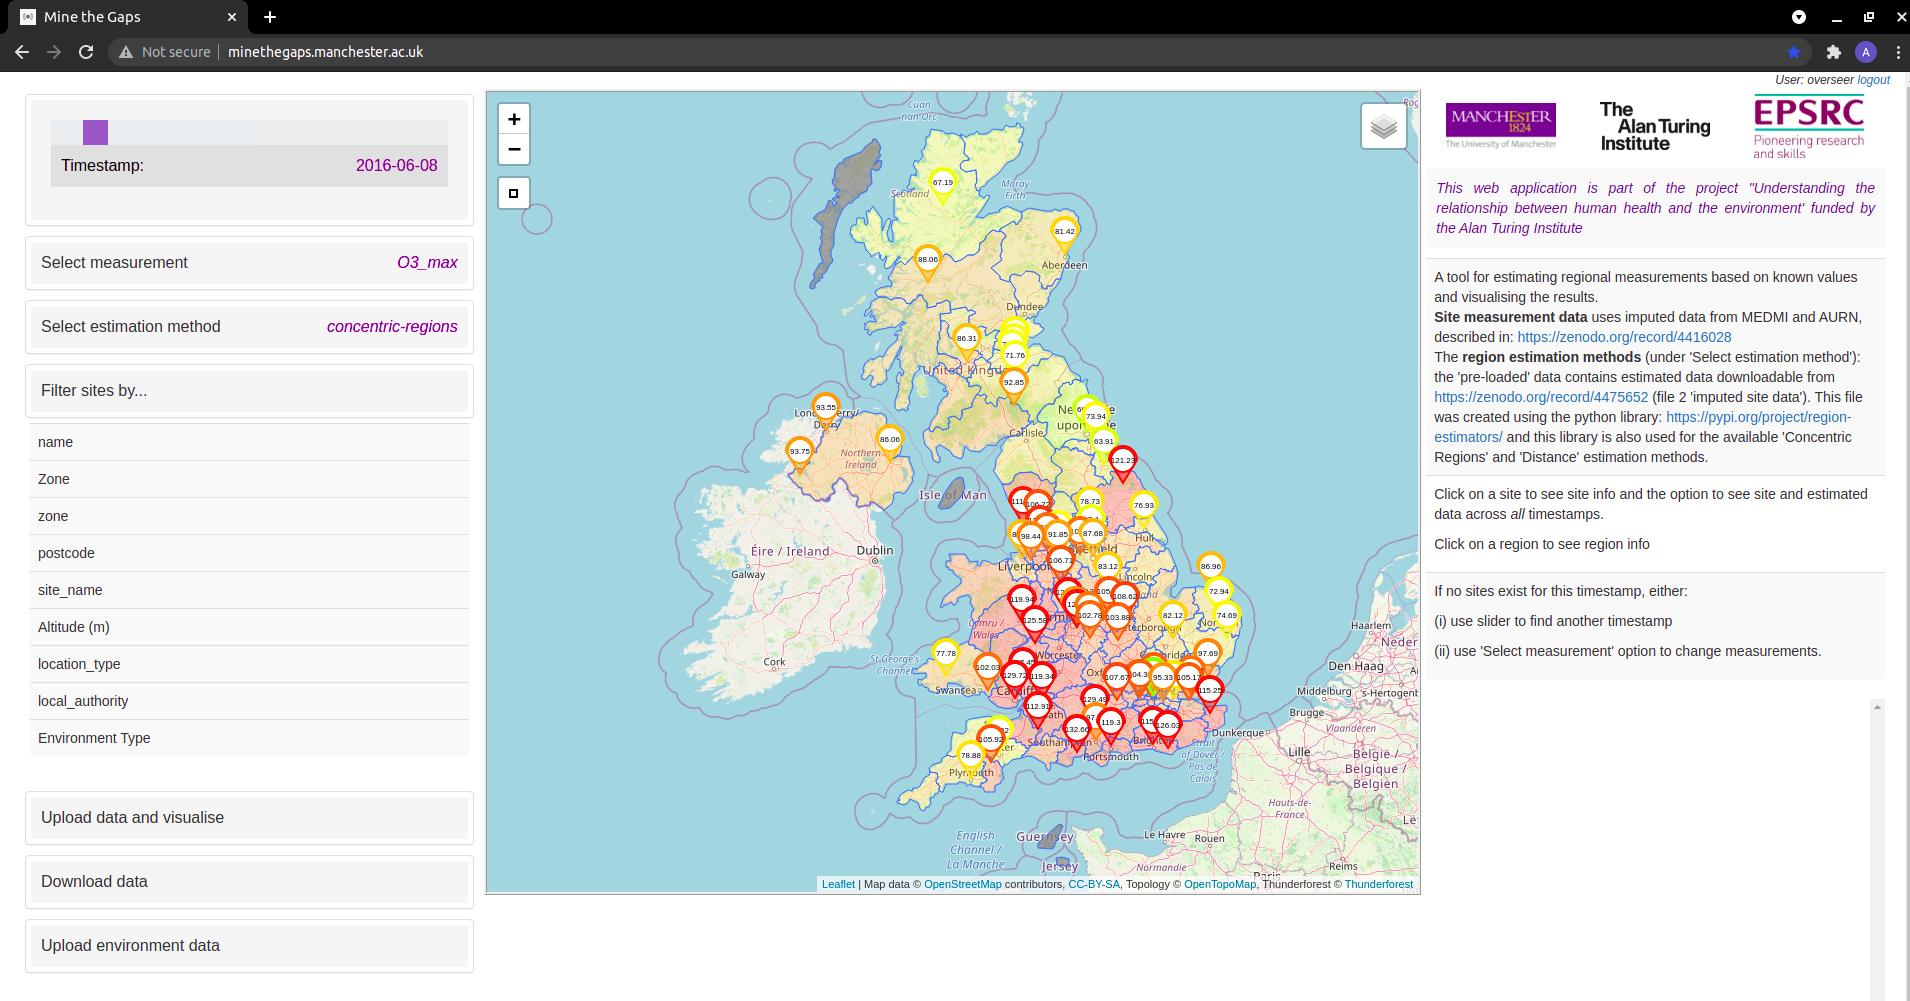 Mine the Gaps
Not secure
minethegaps.manchester.ac.uk
A
User: overseer logout
Timestamp:
2016-06-08
Select measurement
O3_max
Select estimation method
concentric-regions
Filter sites by...
name
Zone
zone
postcode
site_name
Altitude (m)
location_type
local_authority
Environment Type
Upload data and visualise
Download data
Upload environment data
+
−
Cuan
nan Orc
67.19
Scotland
Moray
Firth
81.42
88.06
Aberdeen
Dundee
86.31
71.76
92.85
93.55
73.94
Carlisle
63.91
86.06
93.75
Northern
Ireland
121.23
Isle of Man
78.73
76.93
Hull
98.44
91.85
87.68
Éire / Ireland
Dublin
Galway
106.71
Liverpool
83.12
Lincoln
86.96
72.94
119.94
108.62
125.58
102.78
103.88
82.12
74.69
Cymru /
Wales
Worcester
Cork
St George's
Channel
77.78
102.03
97.69
Swansea
129.72
119.34
107.67
95.33
105.17
115.25
129.49
112.91
132.66
119.3
126.03
105.92
78.88
Plymouth
Portsmouth
Strait
of Dover /
Pas de
Calais
Haarlem
Den Haag
Middelburg
's-Hertogen
Brugge
Vlaanderen
Dunkerque
Lille
België /
Belgique /
Belgien
Hauts-de-
France
English
Channel /
La Manche
Guernsey
Jersey
Le Havre
Rouen
Normandie
Reims
Leaflet | Map data © OpenStreetMap contributors, CC-BY-SA, Topology © OpenTopoMap, Thunderforest © Thunderforest
MANCHESTER
1824
The University of Manchester
The
Alan Turing
Institute
EPSRC
Pioneering research
and skills
This web application is part of the project "Understanding the
relationship between human health and the environment' funded by
the Alan Turing Institute
A tool for estimating regional measurements based on known values
and visualising the results.
Site measurement data uses imputed data from MEDMI and AURN,
described in: https://zenodo.org/record/4416028
The region estimation methods (under 'Select estimation method'):
the 'pre-loaded' data contains estimated data downloadable from
https://zenodo.org/record/4475652 (file 2 'imputed site data'). This file
was created using the python library: https://pypi.org/project/region-
estimators/ and this library is also used for the available 'Concentric
Regions' and 'Distance' estimation methods.
Click on a site to see site info and the option to see site and estimated
data across all timestamps.
Click on a region to see region info
If no sites exist for this timestamp, either:
(i) use slider to find another timestamp
(ii) use 'Select measurement' option to change measurements.